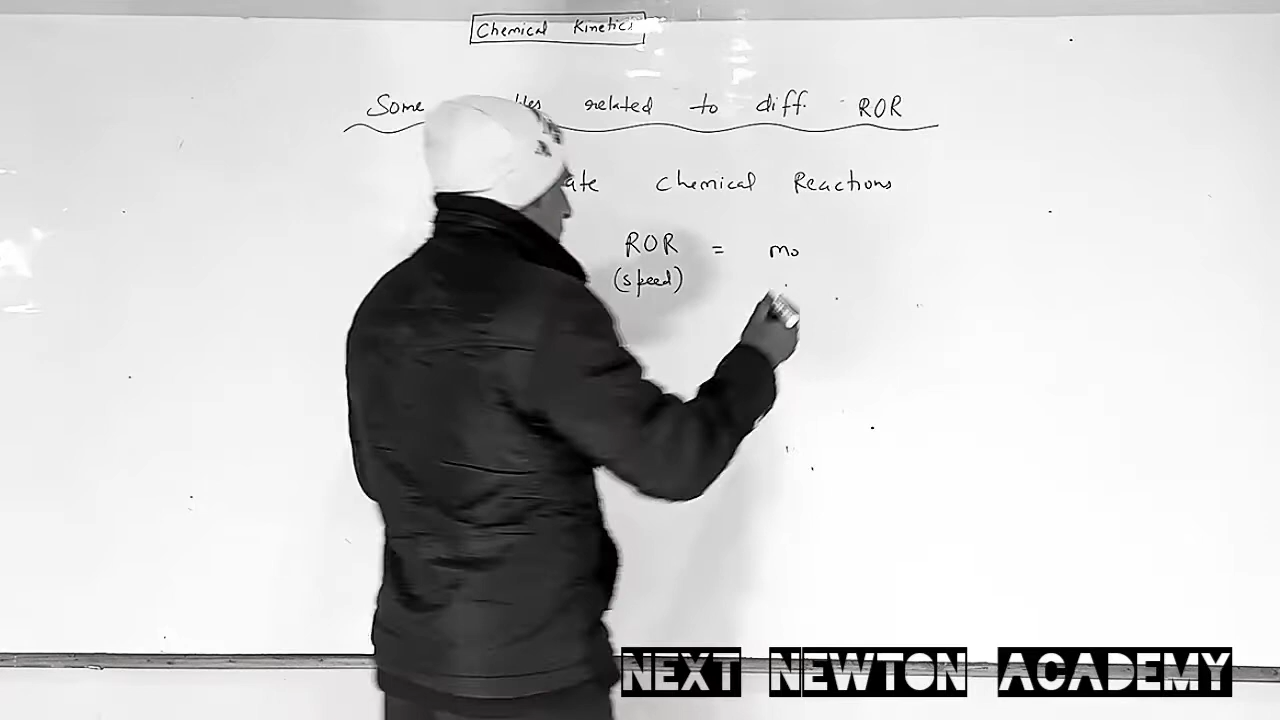 Chemical Kinetics
Some related to diff. ROR
ate Chemical Reactions
ROR = mo
(speed)
NEXT NEWTON ACADEMY